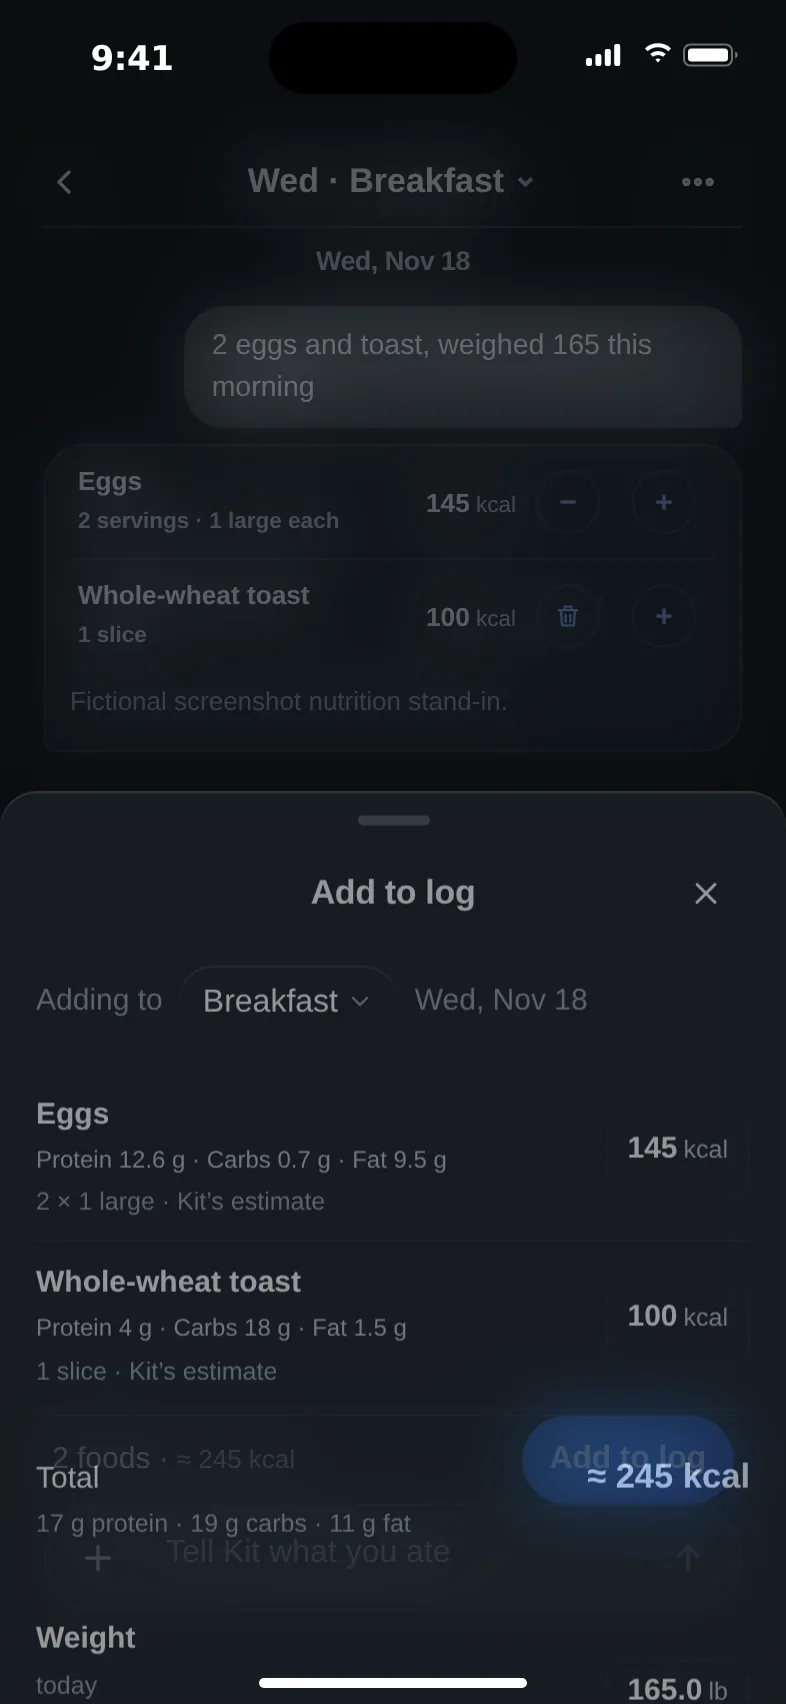 9:41
Wed · Breakfast
Wed, Nov 18
2 eggs and toast, weighed 165 this
morning
Eggs
2 servings · 1 large each
145 kcal
Whole-wheat toast
1 slice
100 kcal
Fictional screenshot nutrition stand-in.
Add to log
Adding to Breakfast Wed, Nov 18
Eggs
Protein 12.6 g · Carbs 0.7 g · Fat 9.5 g
2 × 1 large · Kit’s estimate
145 kcal
Whole-wheat toast
Protein 4 g · Carbs 18 g · Fat 1.5 g
1 slice · Kit’s estimate
100 kcal
2 foods · ≈ 245 kcal
Add to log
Total
≈ 245 kcal
17 g protein · 19 g carbs · 11 g fat
Tell Kit what you ate
Weight
today
165.0 lb